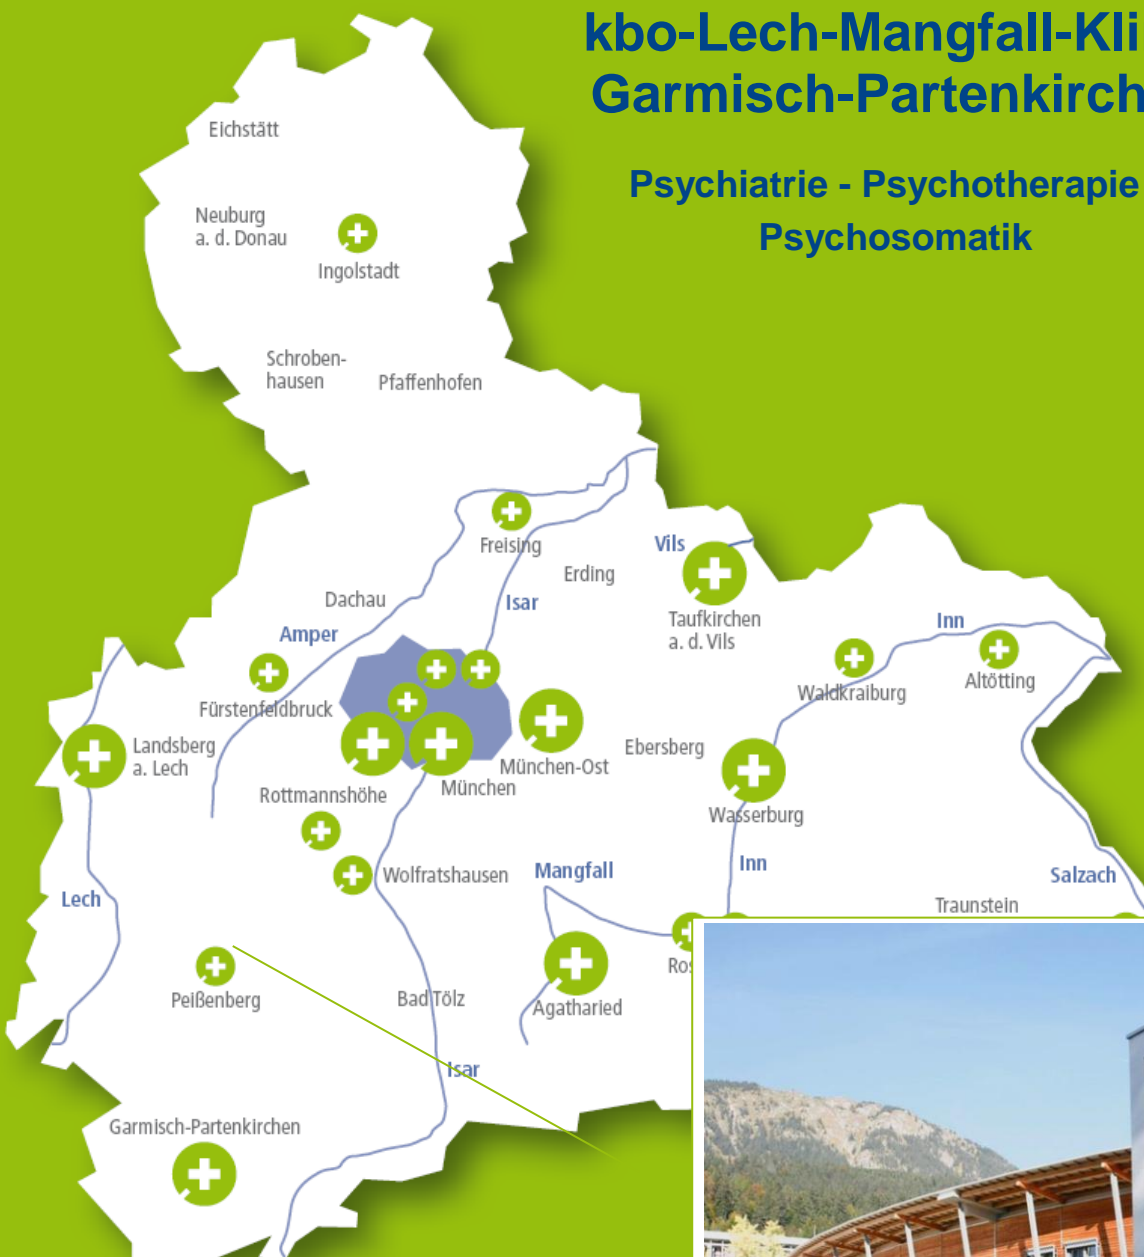 kbo-Lech-Mangfall-Kli
Garmisch-Partenkirch
Psychiatrie - Psychotherapie
Psychosomatik
Eichstätt
Neuburg
a. d. Donau
Ingolstadt
Schroben-
hausen
Pfaffenhofen
Freising
Vils
Erding
Dachau
Isar
Taufkirchen
a. d. Vils
Amper
Inn
Waldkraiburg
Altötting
Fürstenfeldbruck
Landsberg
a. Lech
Ebersberg
München-Ost
München
Rottmannshöhe
Wasserburg
Wolfratshausen
Mangfall
Inn
Salzach
Lech
Traunstein
Ros
Peißenberg
Bad Tölz
Agatharied
Isar
Garmisch-Partenkirchen